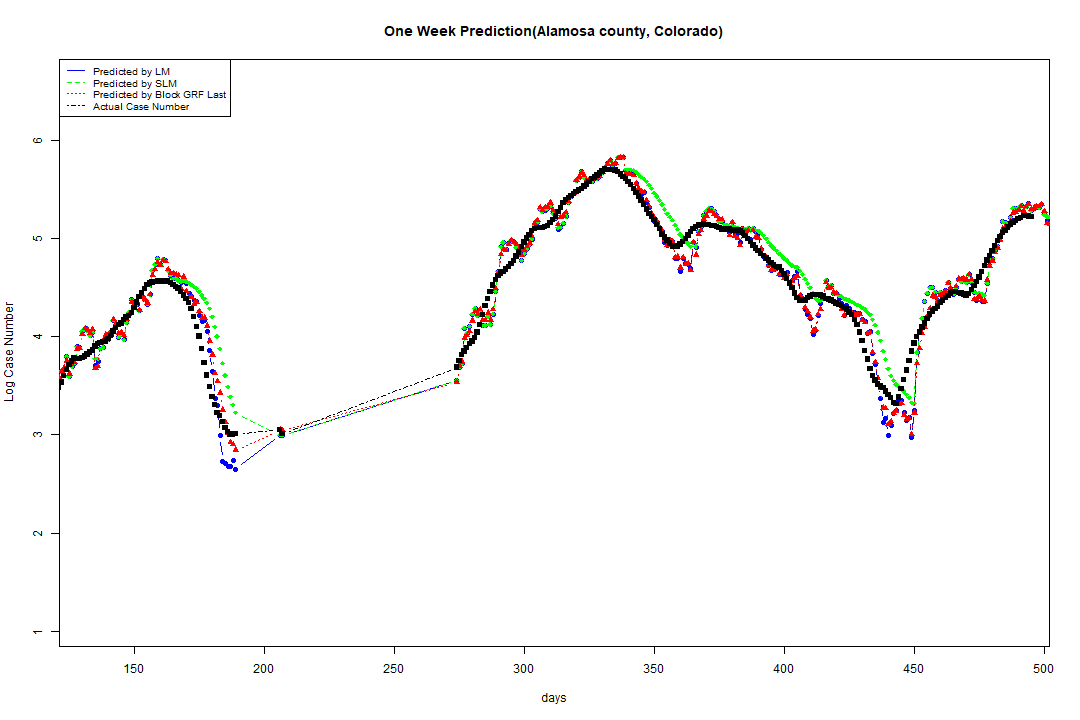 One Week Prediction(Alamosa county, Colorado)
Predicted by LM
Predicted by SLM
Predicted by Block GRF Last
Actual Case Number
Log Case Number
6
5
4
3
2
1
150 200 250 300 350 400 450 500
days